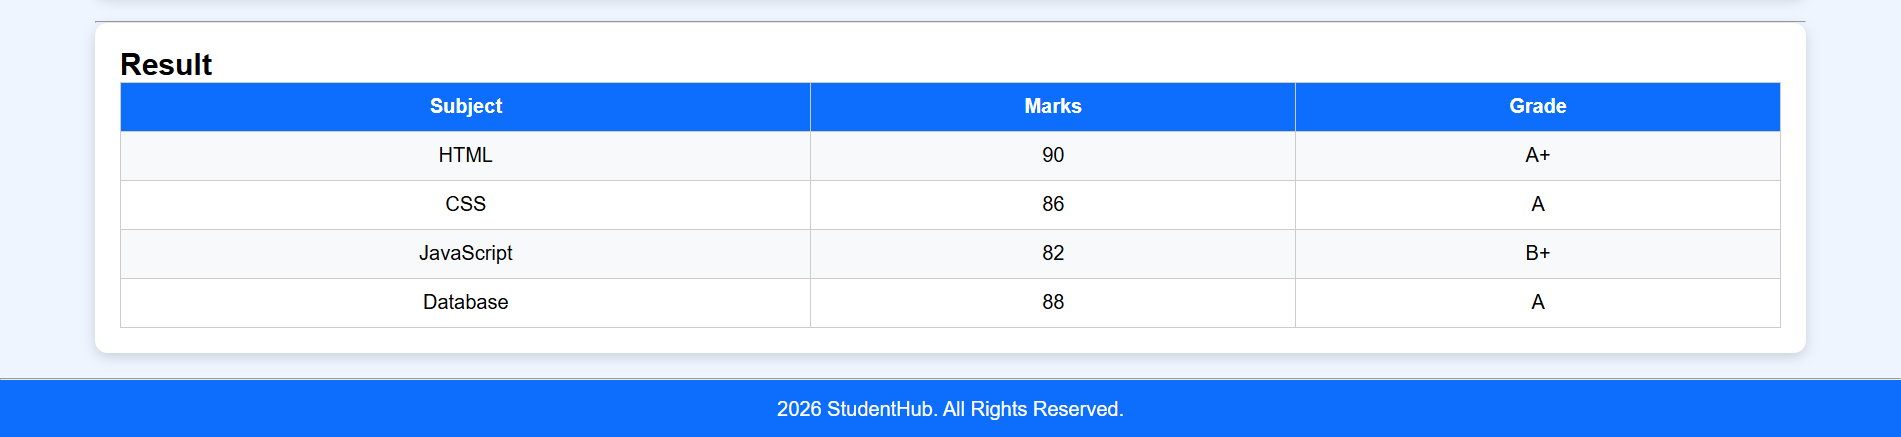 Result
Subject Marks Grade
HTML 90 A+
CSS 86 A
JavaScript 82 B+
Database 88 A
2026 StudentHub. All Rights Reserved.